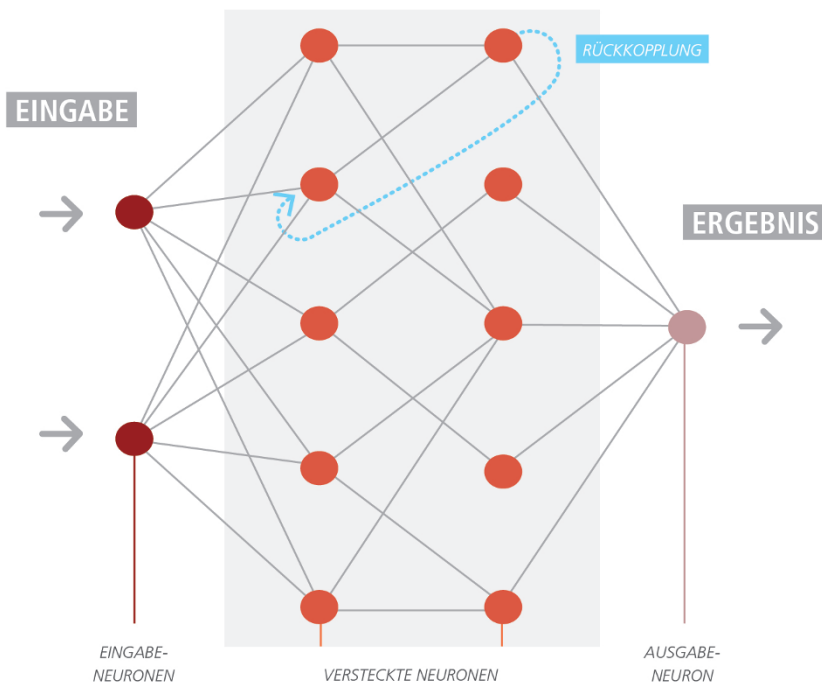 RÜCKKOPPLUNG
EINGABE
ERGEBNIS
EINGABE-
NEURONEN
VERSTECKTE NEURONEN
AUSGABE-
NEURON